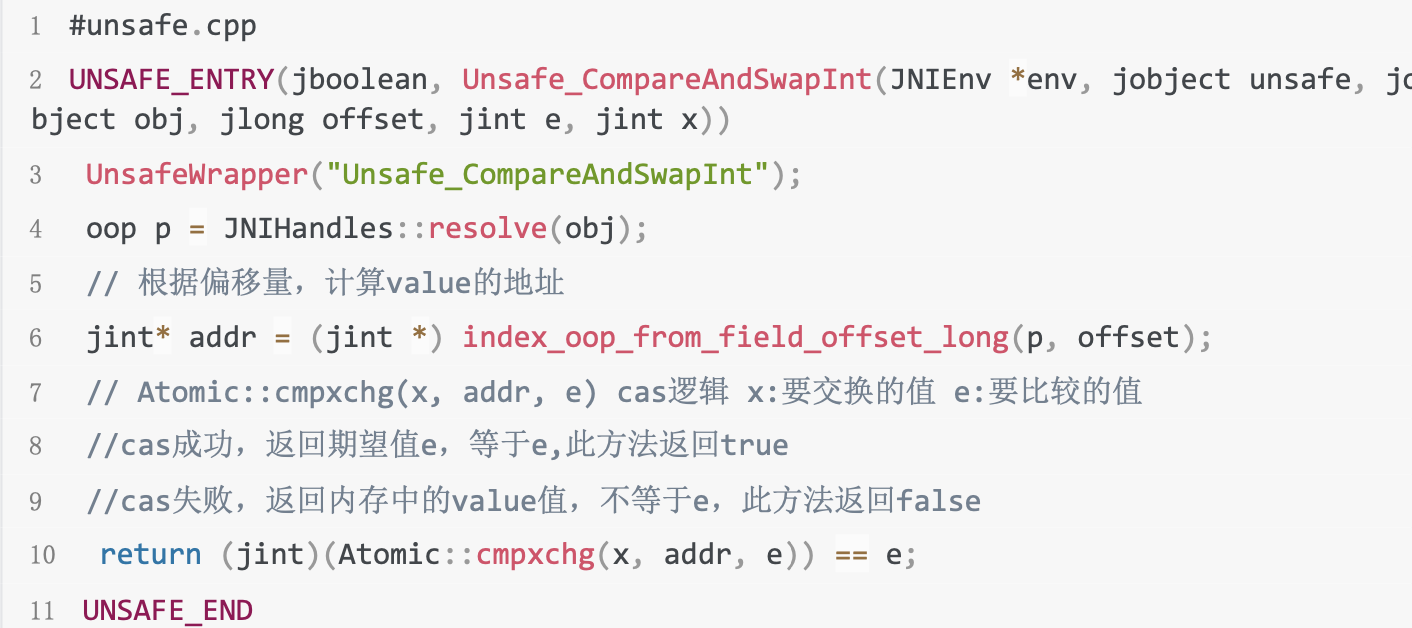 1 #unsafe.cpp
2 UNSAFE_ENTRY(jboolean, Unsafe_CompareAndSwapInt(JNIEnv *env, jobject unsafe, jo
bject obj, jlong offset, jint e, jint x))
3 UnsafeWrapper("Unsafe_CompareAndSwapInt");
4 oop p = JNIHandles::resolve(obj);
5 // 根据偏移量，计算value的地址
6 jint* addr = (jint *) index_oop_from_field_offset_long(p, offset);
7 // Atomic::cmpxchg(x, addr, e) cas逻辑 x:要交换的值 e:要比较的值
8 //cas成功，返回期望值e，等于e,此方法返回true
9 //cas失败，返回内存中的value值，不等于e，此方法返回false
10 return (jint)(Atomic::cmpxchg(x, addr, e)) == e;
11 UNSAFE_END